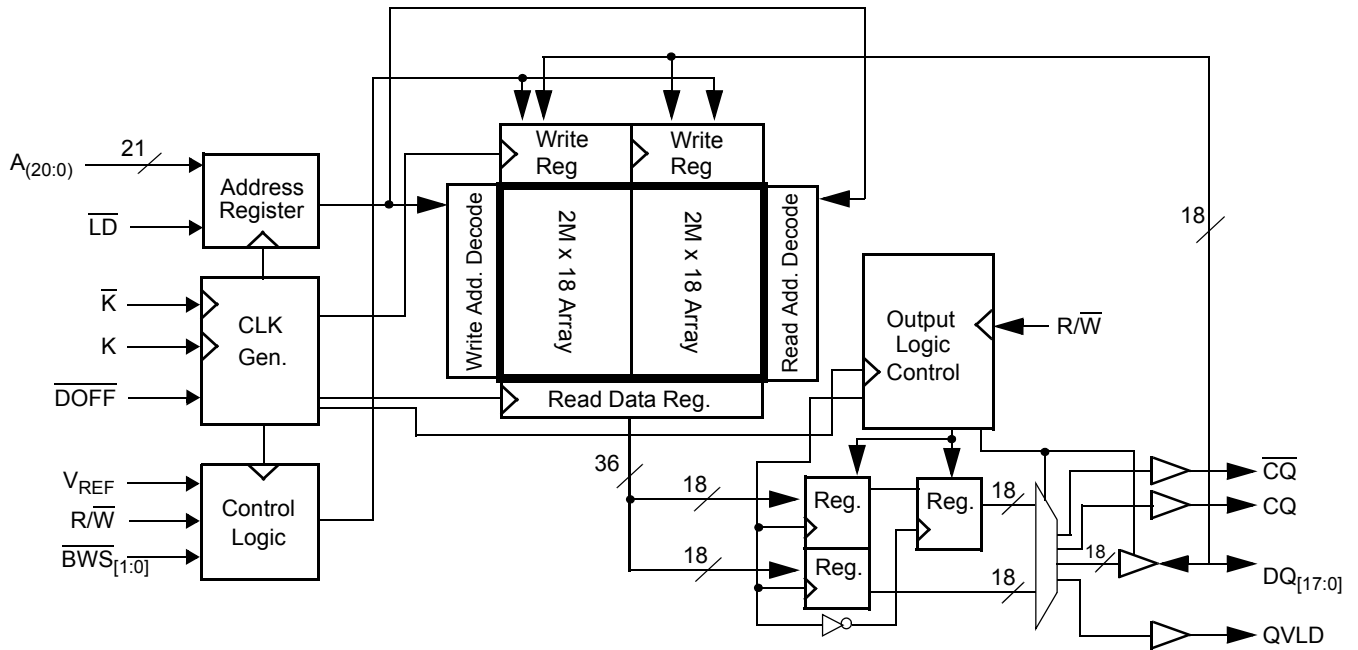 A(20:0)
21
LD
Address
Register
K
K
DOFF
CLK
Gen.
VREF
R/W
BWS[1:0]
Control
Logic
Write
Reg
Write
Reg
Write Add. Decode
2M x 18 Array
2M x 18 Array
Read Add. Decode
Read Data Reg.
18
Output
Logic
Control
R/W
36
18
18
Reg.
Reg.
Reg.
18
18
18
CQ
CQ
DQ[17:0]
QVLD